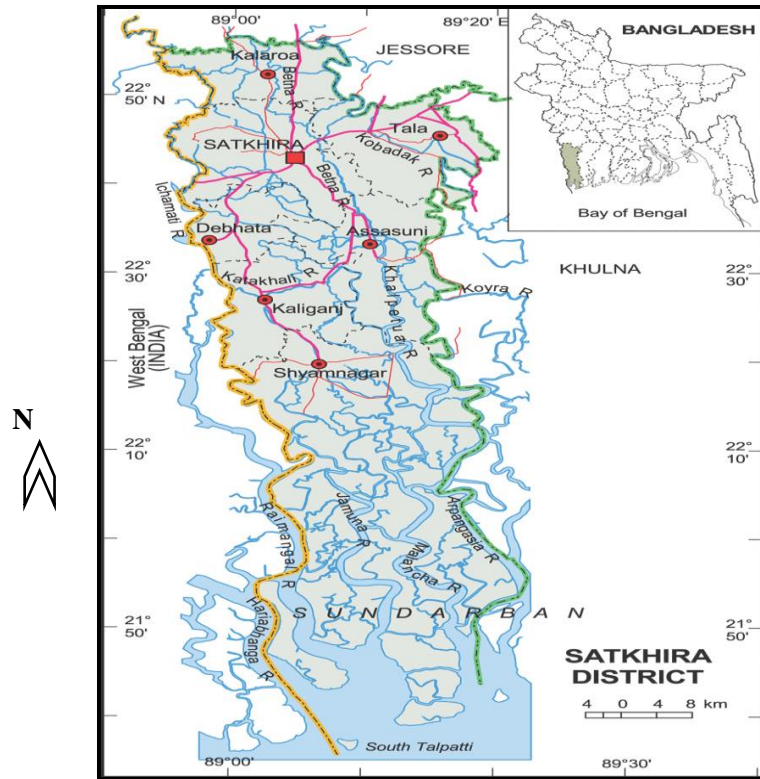 89°00'
89°20' E
BANGLADESH
JESSORE
Kalaroa
22°
50' N
Betna R
Tala
SATKHIRA
Kobadak R
Betna R
Ichamati R
Bay of Bengal
Debhata
Assasuni
22°
30'
KHULNA
22°
30'
Katakhali R
Kholpetua R
Koyra R
Kaliganj
West Bengal
(INDIA)
Shyamnagar
N
22°
10'
22°
10'
Raimangal R
Jamuna R
Malancha R
Arpangasia R
SUNDARBAN
Hariabhanga R
21°
50'
21°
50'
SATKHIRA
DISTRICT
4 0 4 8 km
South Talpatti
89°00'
89°30'